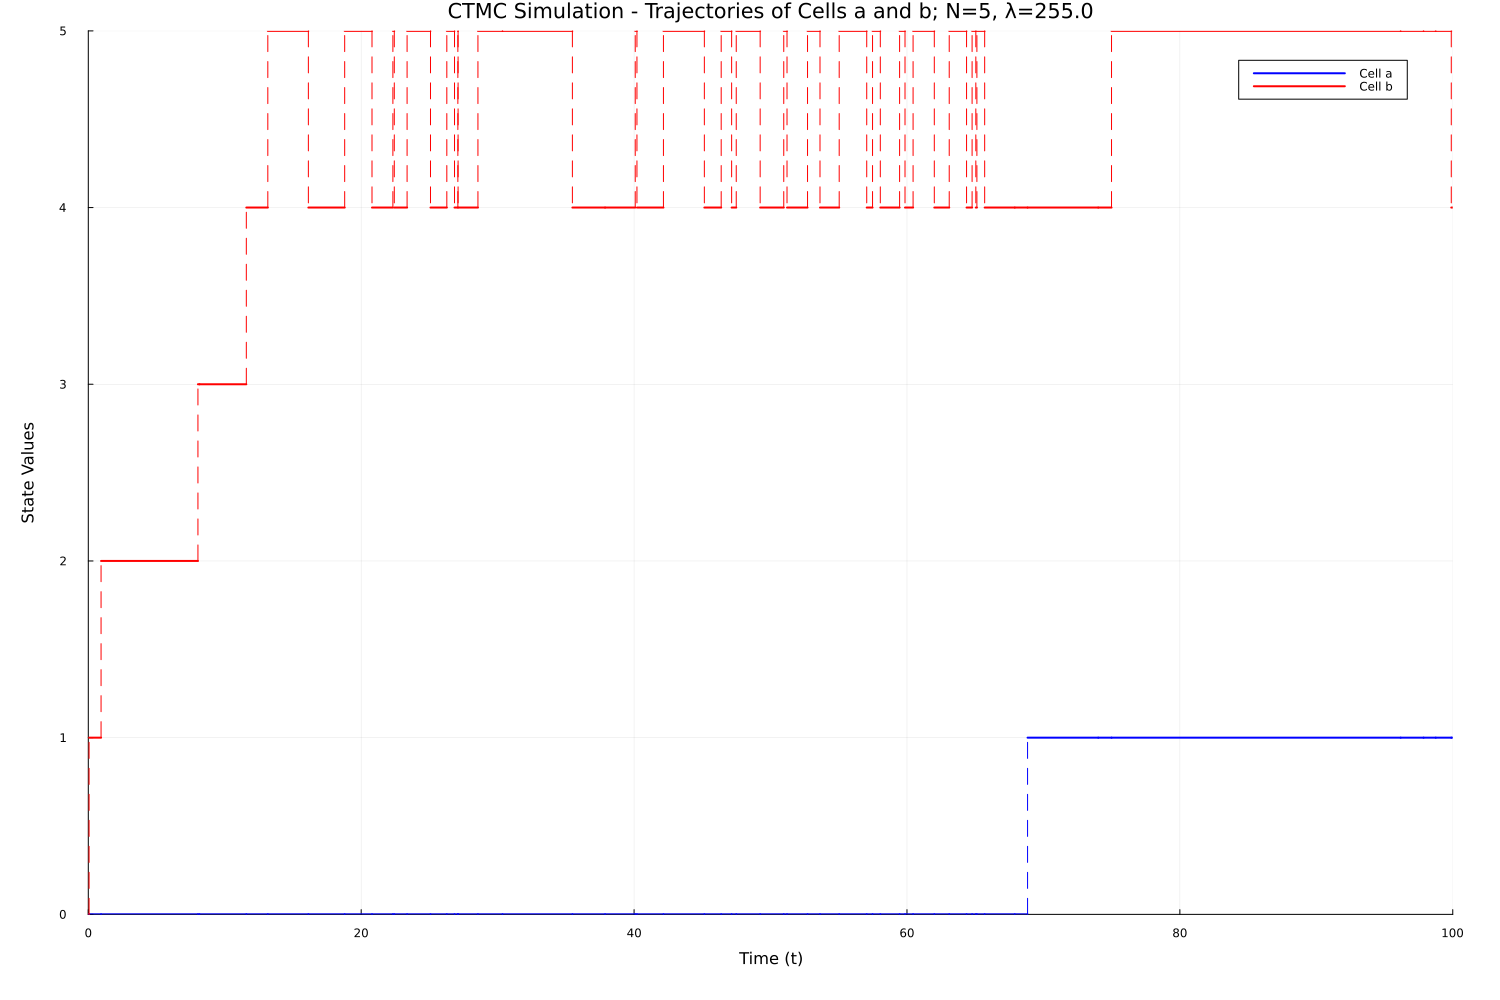 CTMC Simulation - Trajectories of Cells a and b; N=5, λ=255.0
5
Cell a
Cell b
4
3
State Values
2
1
0
0 20 40 60 80 100
Time (t)